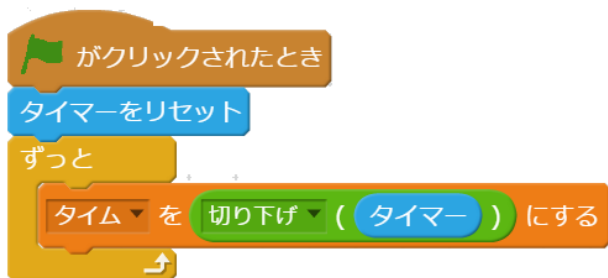 がクリックされたとき
タイマーをリセット
ずっと
タイム を 切り下げ ( タイマー ) にする